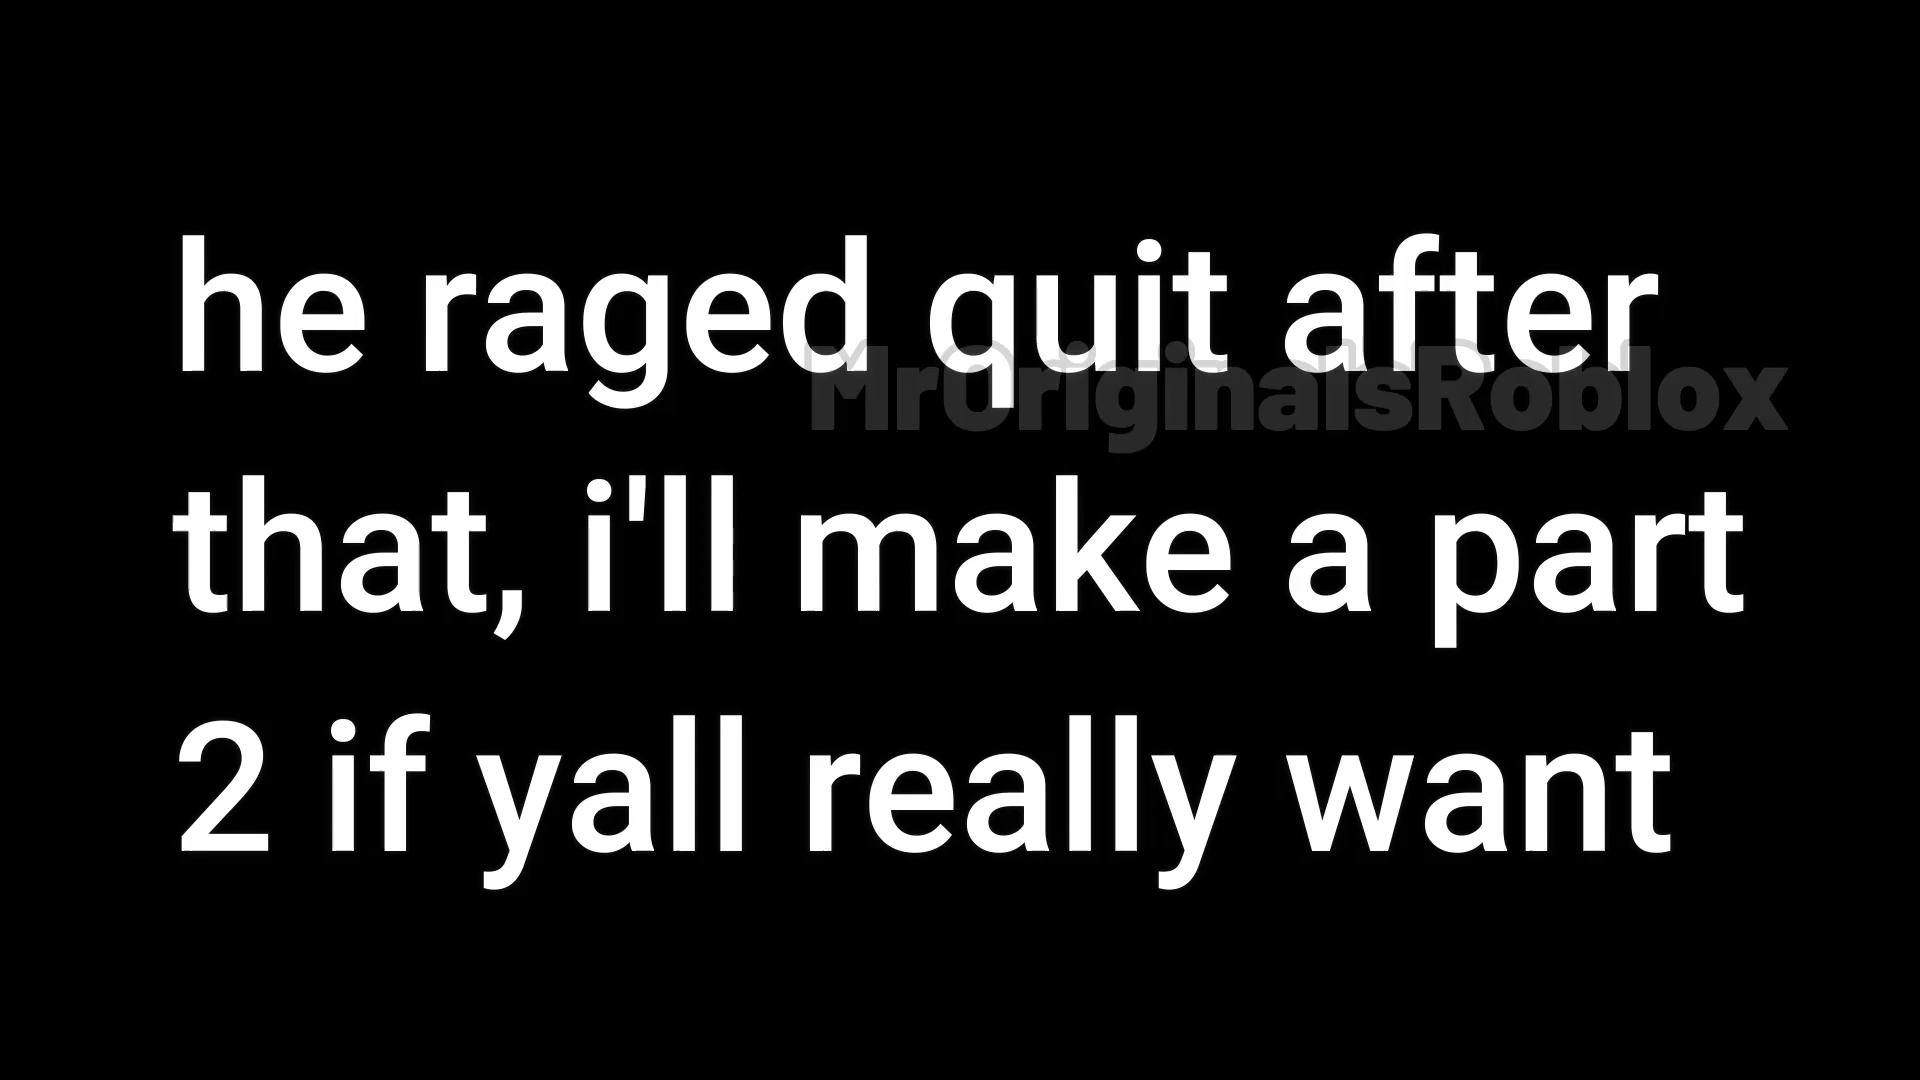 he raged quit after
MrOriginalsRoblox
that, i'll make a part
2 if yall really want